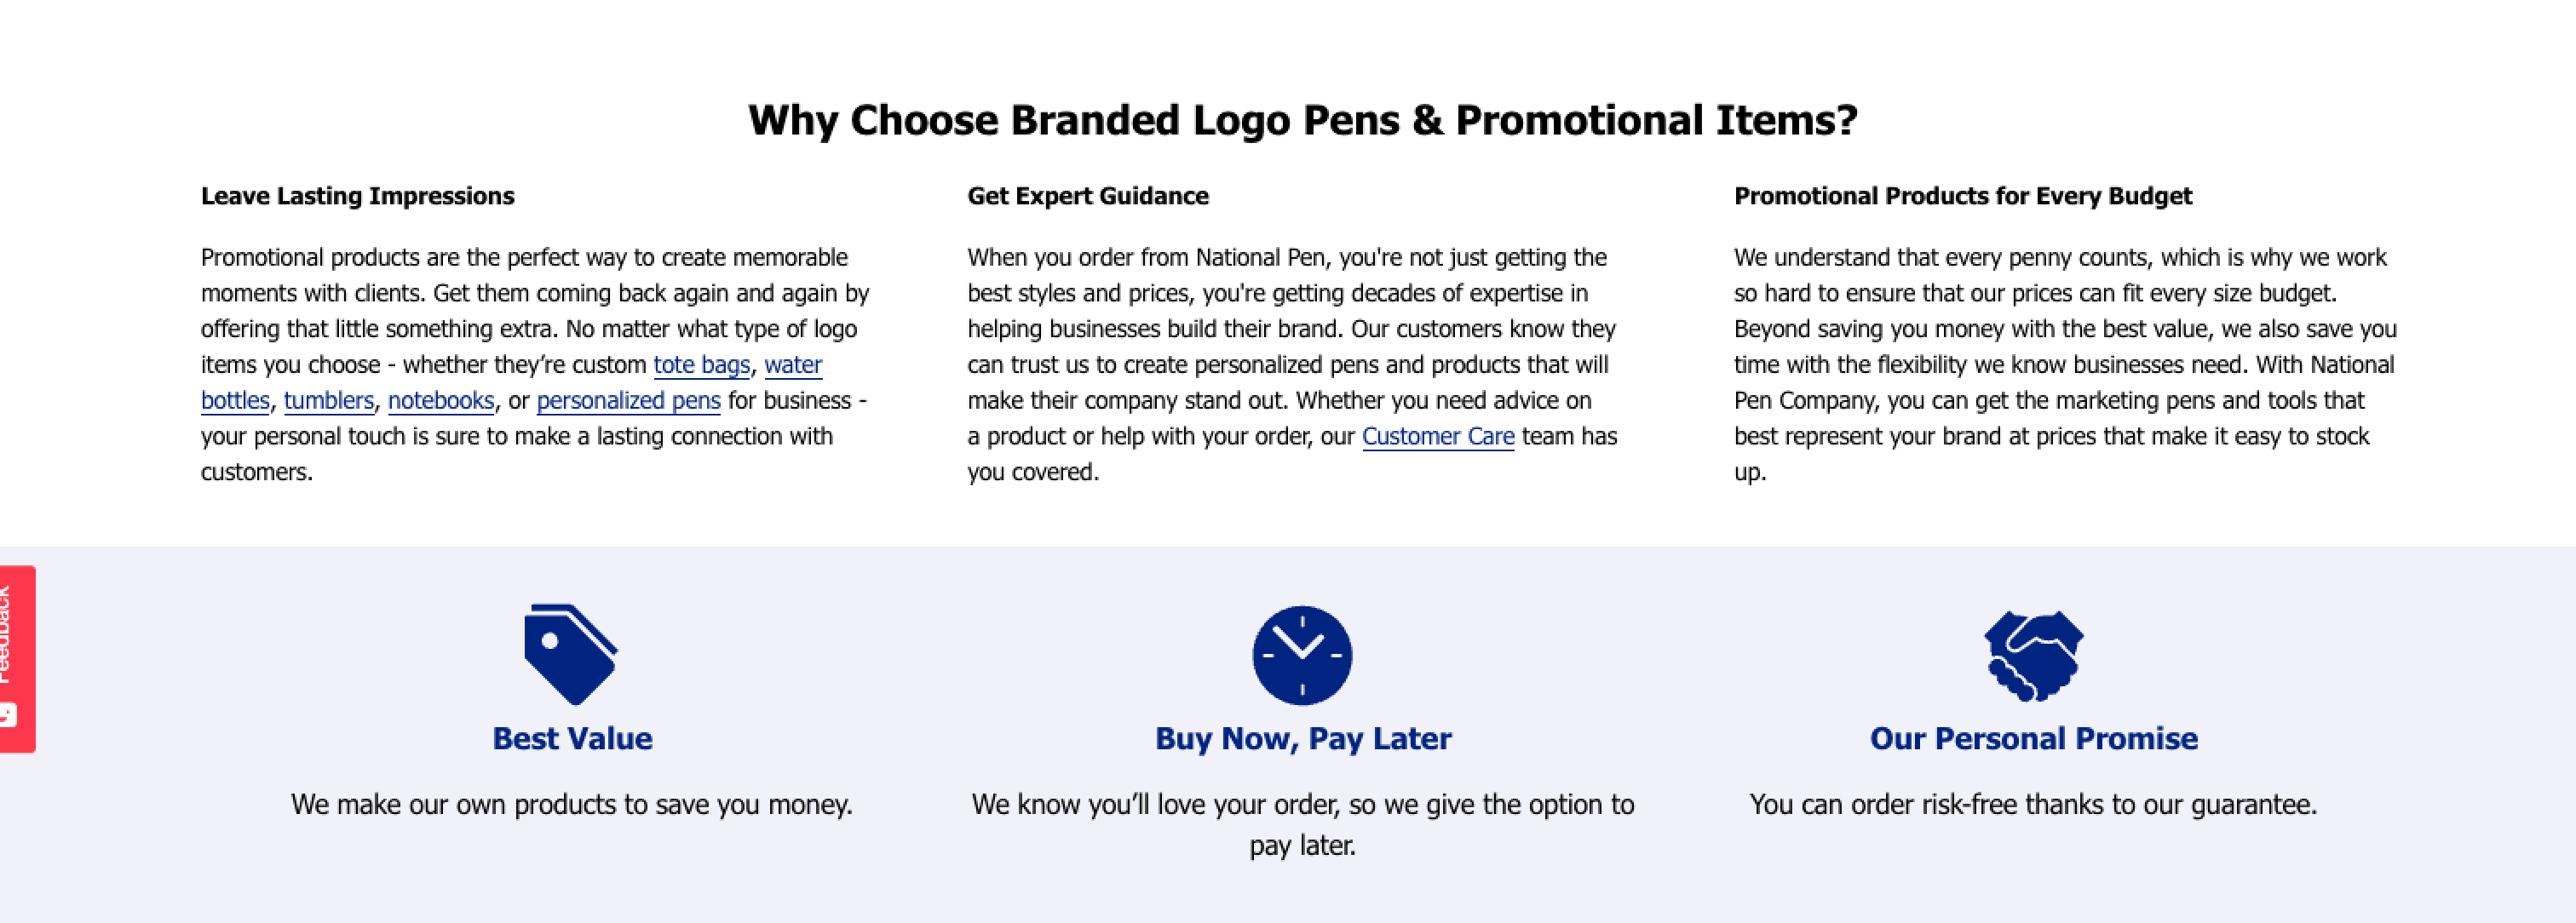 Why Choose Branded Logo Pens & Promotional Items?
Leave Lasting Impressions
Promotional products are the perfect way to create memorable
moments with clients. Get them coming back again and again by
offering that little something extra. No matter what type of logo
items you choose - whether they’re custom tote bags, water
bottles, tumblers, notebooks, or personalized pens for business -
your personal touch is sure to make a lasting connection with
customers.
Get Expert Guidance
When you order from National Pen, you're not just getting the
best styles and prices, you're getting decades of expertise in
helping businesses build their brand. Our customers know they
can trust us to create personalized pens and products that will
make their company stand out. Whether you need advice on
a product or help with your order, our Customer Care team has
you covered.
Promotional Products for Every Budget
We understand that every penny counts, which is why we work
so hard to ensure that our prices can fit every size budget.
Beyond saving you money with the best value, we also save you
time with the flexibility we know businesses need. With National
Pen Company, you can get the marketing pens and tools that
best represent your brand at prices that make it easy to stock
up.
Feedback
Best Value
We make our own products to save you money.
Buy Now, Pay Later
We know you’ll love your order, so we give the option to
pay later.
Our Personal Promise
You can order risk-free thanks to our guarantee.